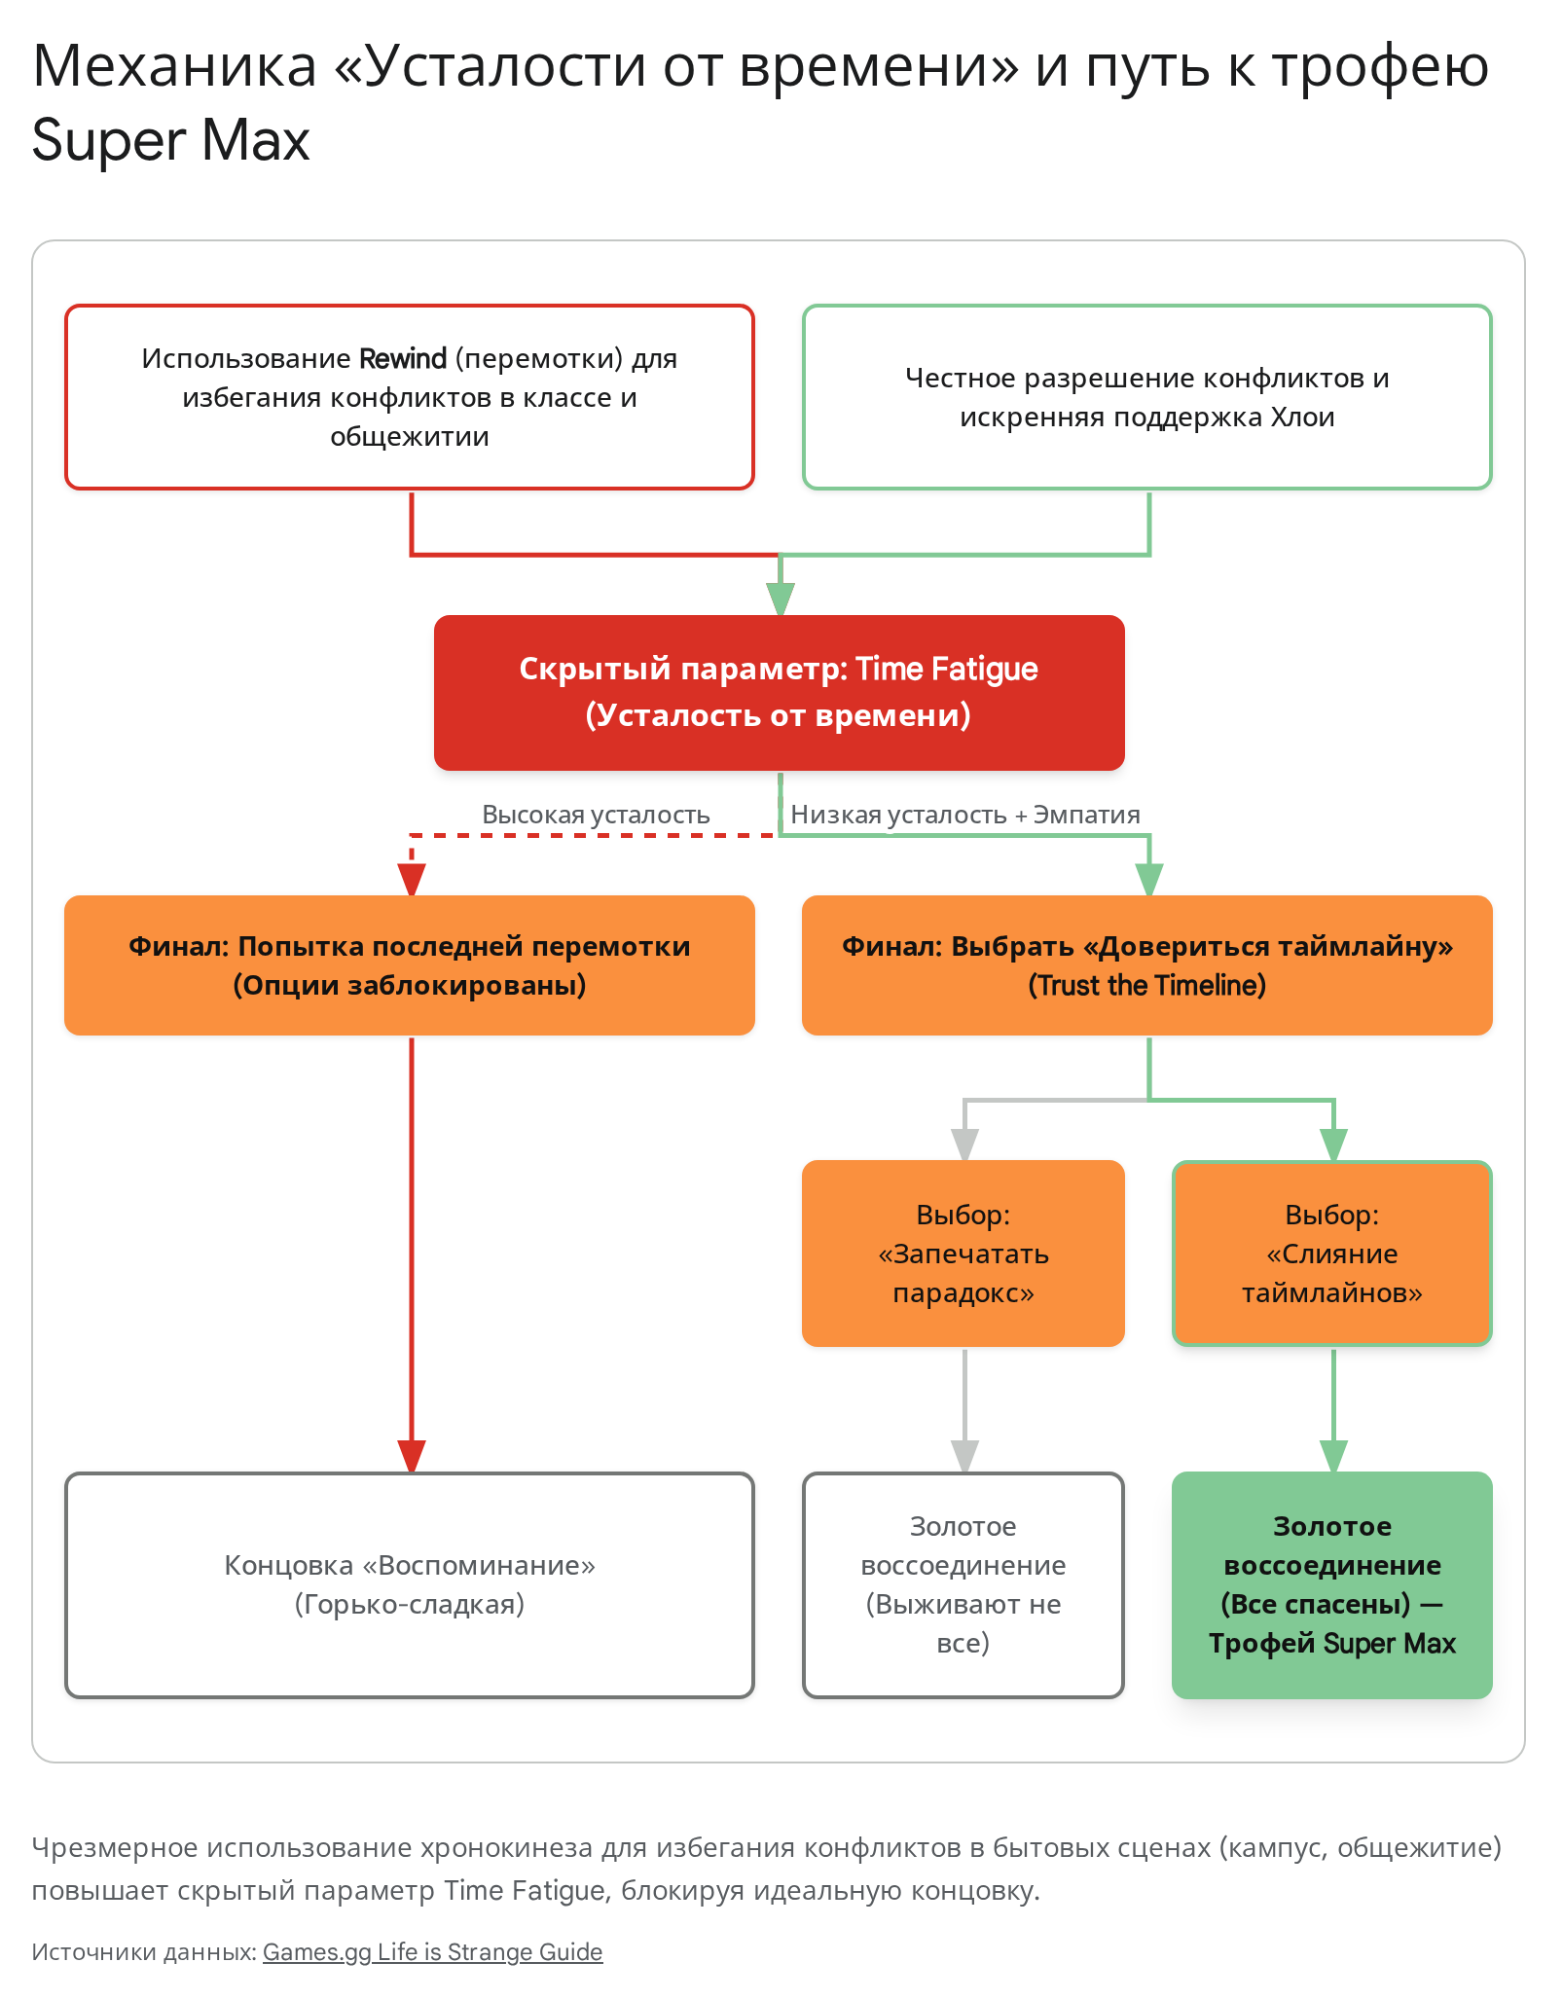 Механика «Усталости от времени» и путь к трофею
Super Max
Использование Rewind (перемотки) для
избегания конфликтов в классе и
общежитии
Честное разрешение конфликтов и
искренняя поддержка Хлои
Скрытый параметр: Time Fatigue
(Усталость от времени)
Высокая усталость
Низкая усталость + Эмпатия
Финал: Попытка последней перемотки
(Опции заблокированы)
Финал: Выбрать «Довериться таймлайну»
(Trust the Timeline)
Выбор:
«Запечатать
парадокс»
Выбор:
«Слияние
таймлайнов»
Концовка «Воспоминание»
(Горько-сладкая)
Золотое
воссоединение
(Выживают не
все)
Золотое
воссоединение
(Все спасены) —
Трофей Super Max
Чрезмерное использование хронокинеза для избегания конфликтов в бытовых сценах (кампус, общежитие)
повышает скрытый параметр Time Fatigue, блокируя идеальную концовку.
Источники данных: Games.gg Life is Strange Guide